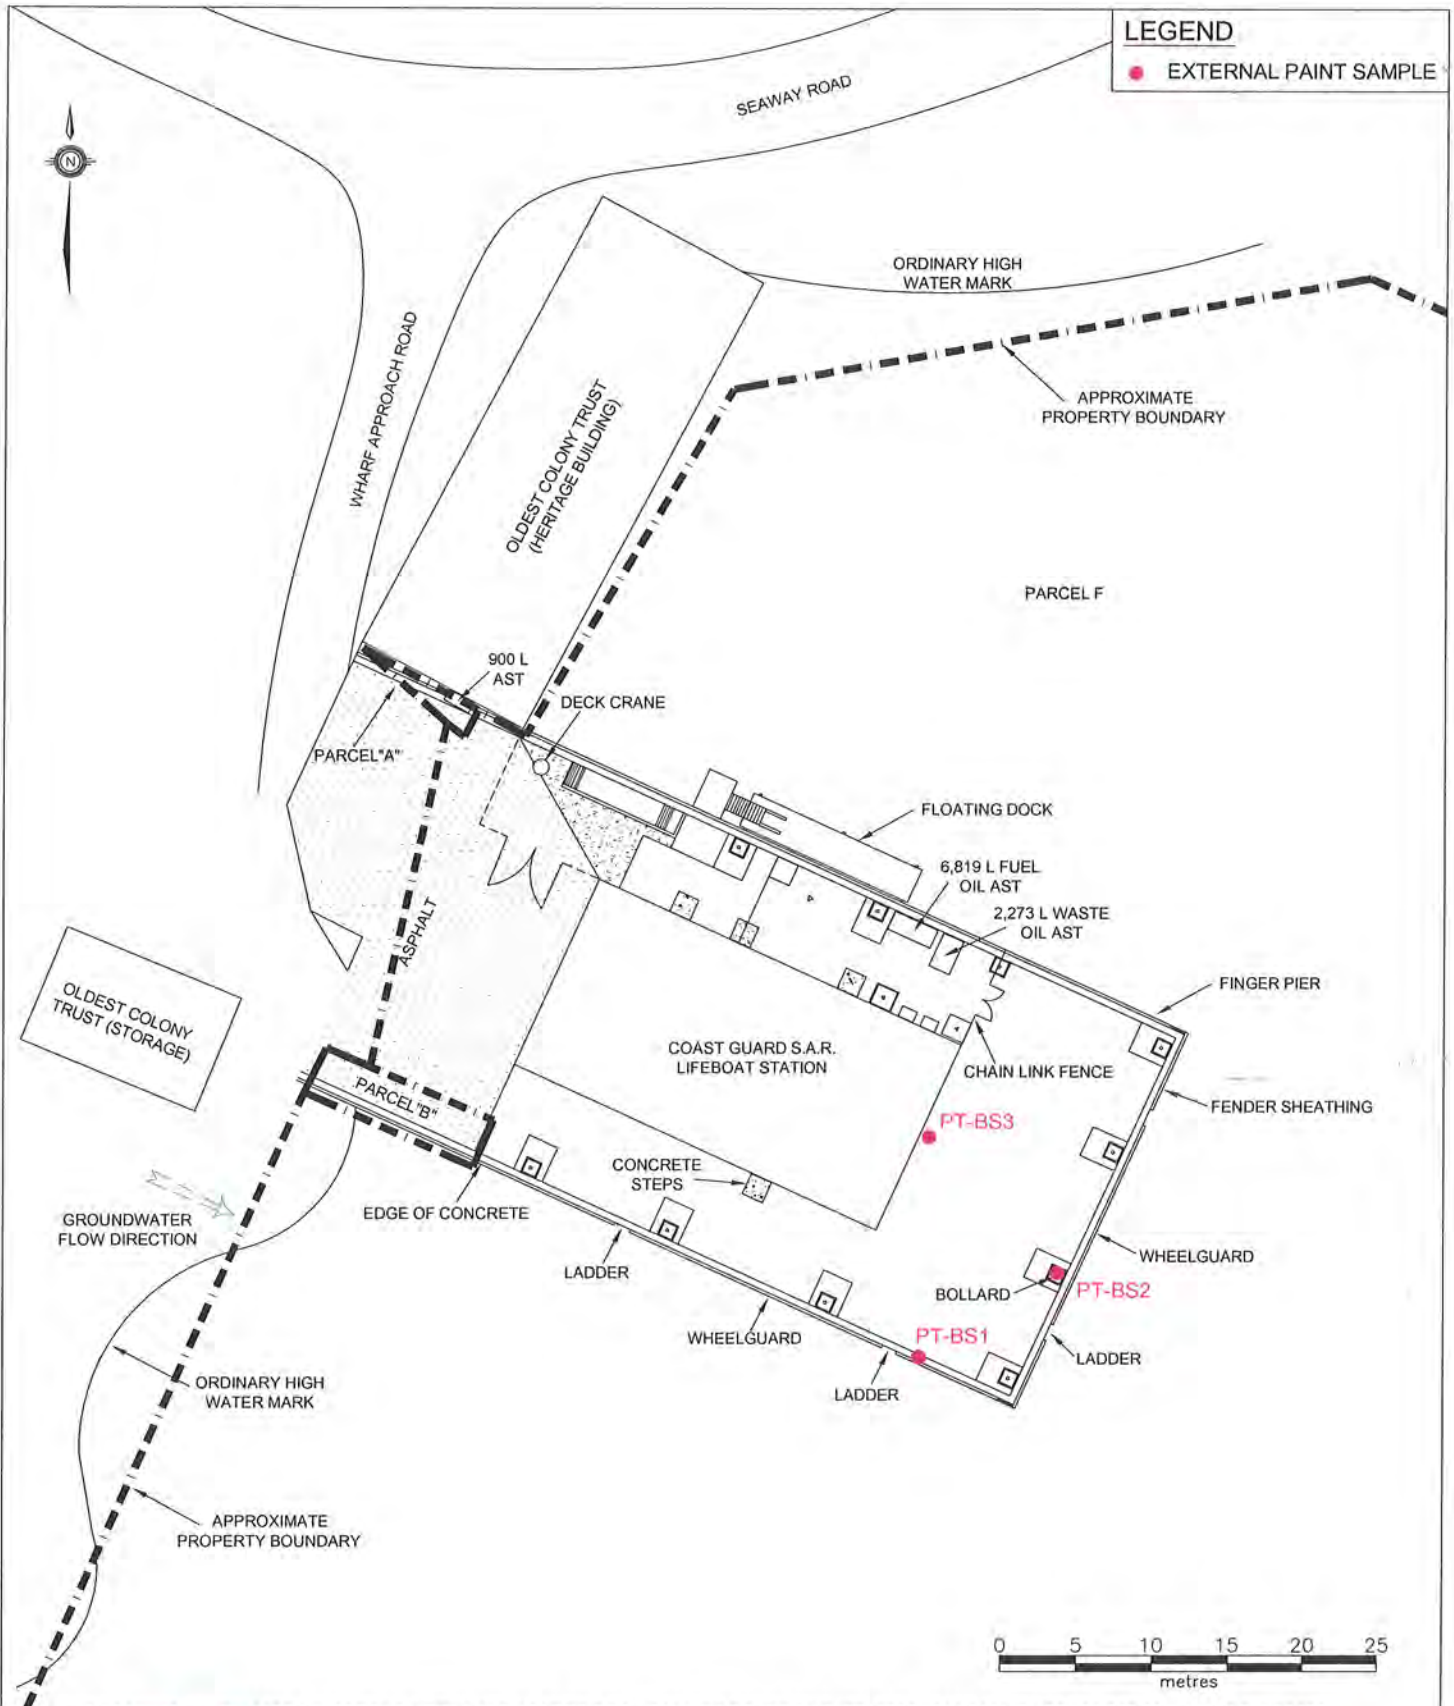 LEGEND
EXTERNAL PAINT SAMPLE
SEAWAY ROAD
N
ORDINARY HIGH
WATER MARK
WHARF APPROACH ROAD
APPROXIMATE
PROPERTY BOUNDARY
OLDEST COLONY TRUST
(HERITAGE BUILDING)
PARCEL F
900 L
AST
DECK CRANE
PARCEL"A"
FLOATING DOCK
6,819 L FUEL
OIL AST
2,273 L WASTE
OIL AST
ASPHALT
FINGER PIER
OLDEST COLONY
TRUST (STORAGE)
COAST GUARD S.A.R.
LIFEBOAT STATION
CHAIN LINK FENCE
PARCEL"B"
FENDER SHEATHING
PT-BS3
CONCRETE
STEPS
EDGE OF CONCRETE
GROUNDWATER
FLOW DIRECTION
LADDER
WHEELGUARD
BOLLARD
PT-BS2
WHEELGUARD
PT-BS1
LADDER
LADDER
ORDINARY HIGH
WATER MARK
APPROXIMATE
PROPERTY BOUNDARY
0 5 10 15 20 25
metres